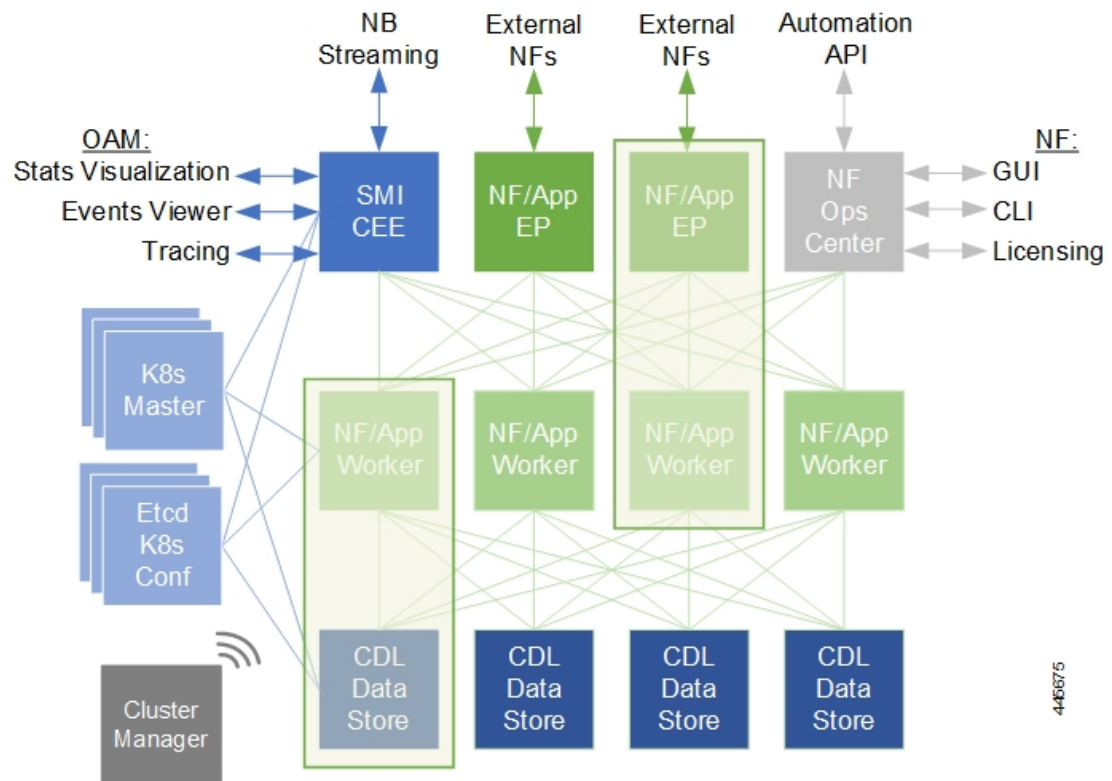 NB
Streaming
External
NFs
External
NFs
Automation
API
OAM:
Stats Visualization
Events Viewer
Tracing
SMI
CEE
NF/App
EP
NF/App
EP
NF
Ops
Center
NF:
GUI
CLI
Licensing
K8s
Master
NF/App
Worker
NF/App
Worker
NF/App
Worker
NF/App
Worker
Etcd
K8s
Conf
Cluster
Manager
CDL
Data
Store
CDL
Data
Store
CDL
Data
Store
CDL
Data
Store
445675